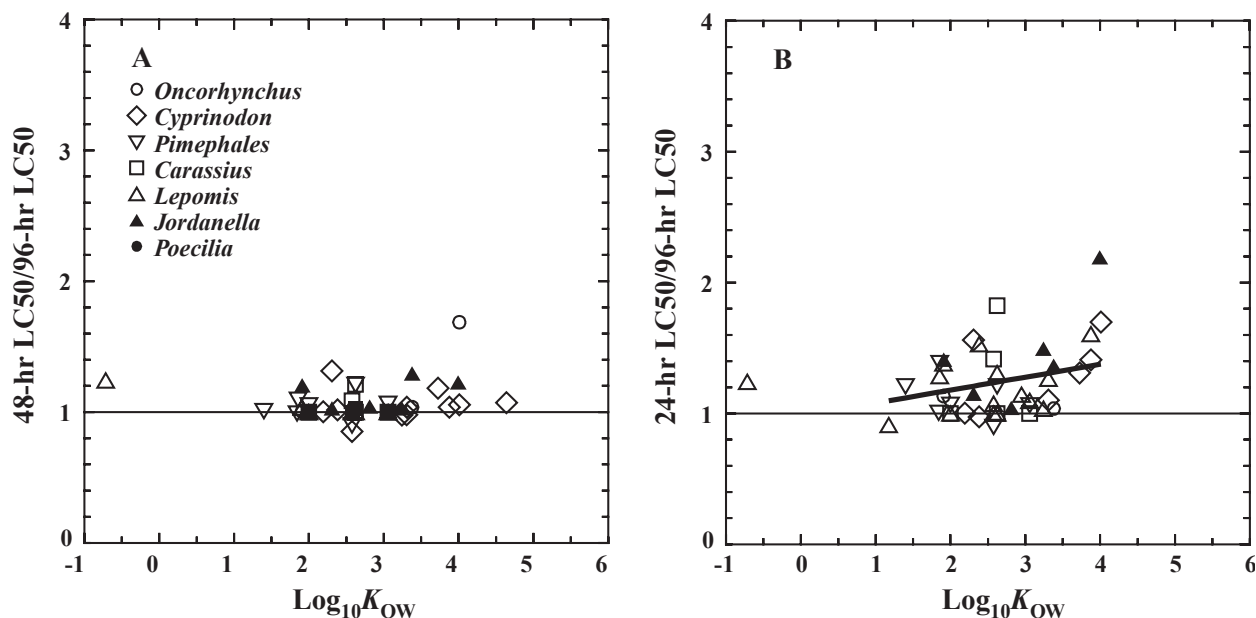 A
Oncorhynchus
Cyprinodon
Pimephales
Carassius
Lepomis
Jordanella
Poecilia
48-hr LC50/96-hr LC50
4
3
2
1
0
-1 0 1 2 3 4 5 6
Log10KOW
B
24-hr LC50/96-hr LC50
4
3
2
1
0
-1 0 1 2 3 4 5 6
Log10KOW